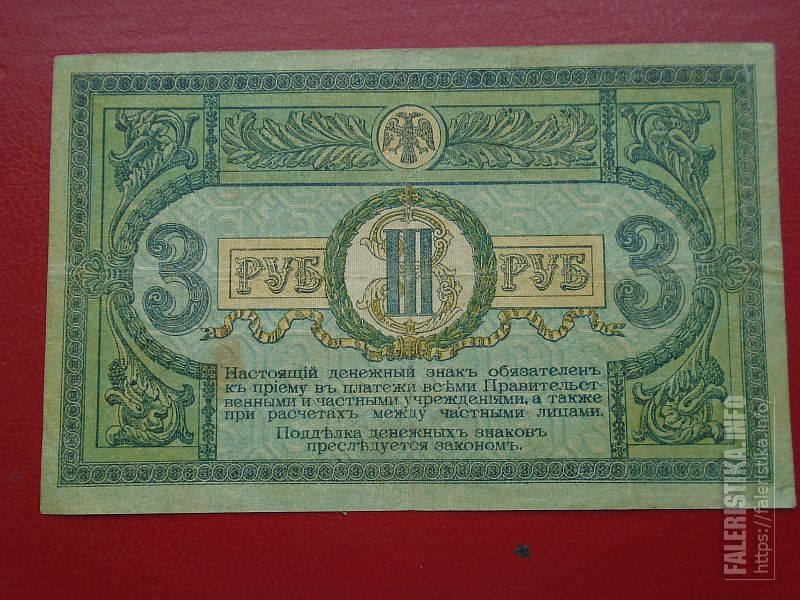 3 РУБ III 3 РУБ 3
Настоящій денежный знакъ обязателенъ
къ пріему въ платежи всѣми Правительст-
венными и частными учрежденіями, а также
при расчетахъ между частными лицами.
Поддѣлка денежныхъ знаковъ
преслѣдуется закономъ.
FALERISTIKA.INFO
https://faleristika.info/